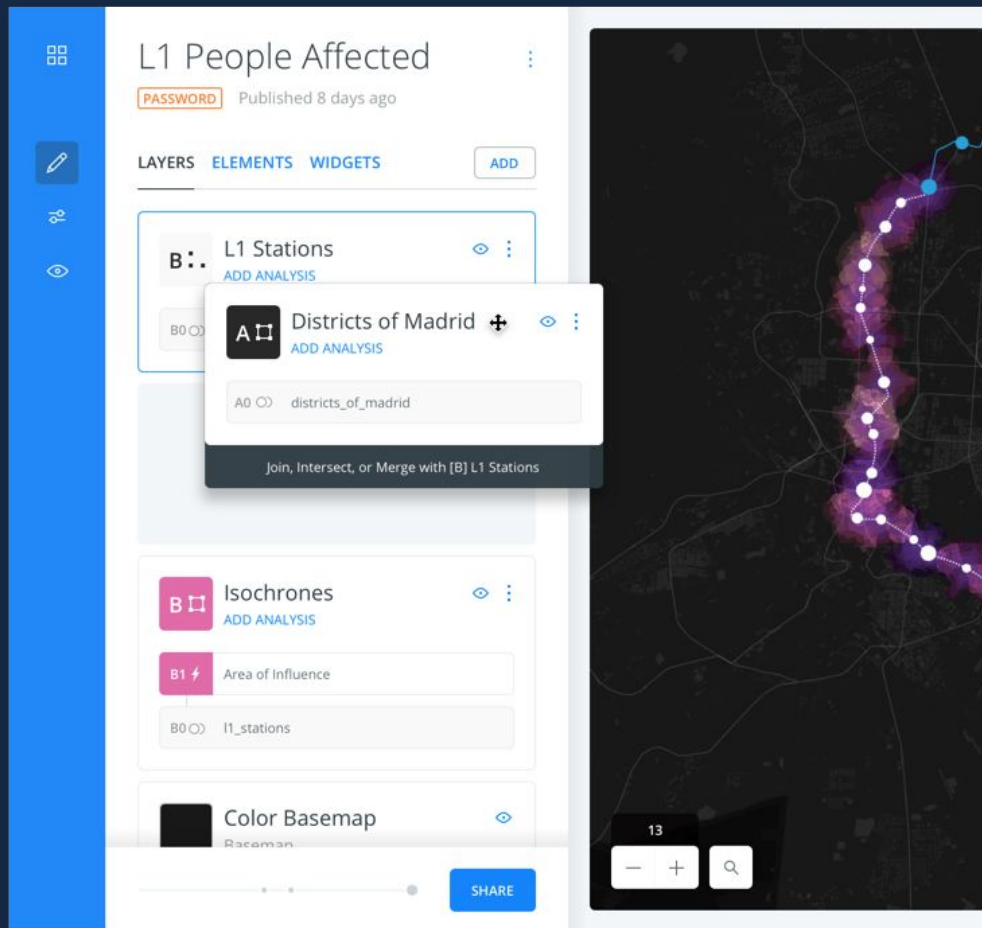 L1 People Affected
PASSWORD Published 8 days ago
LAYERS ELEMENTS WIDGETS ADD
B L1 Stations
ADD ANALYSIS
B0
A Districts of Madrid
ADD ANALYSIS
A0 districts_of_madrid
Join, Intersect, or Merge with [B] L1 Stations
B Isochrones
ADD ANALYSIS
B1 Area of Influence
B0 l1_stations
Color Basemap
Basemap
13
SHARE